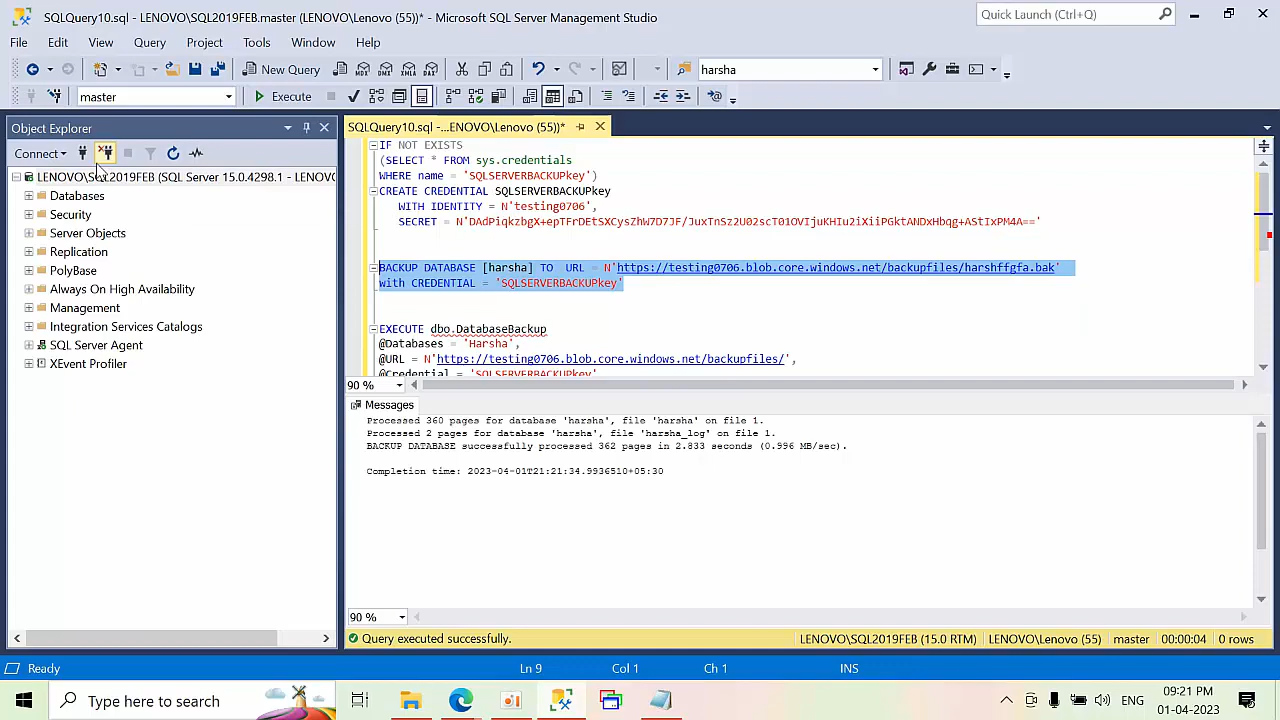 SQLQuery10.sql - LENOVO\SQL2019FEB.master (LENOVO\Lenovo (55))* - Microsoft SQL Server Management Studio
Quick Launch (Ctrl+Q)
File Edit View Query Project Tools Window Help
New Query
MDX DMX XMLA DAX
harsha
master
Execute
Object Explorer
SQLQuery10.sql -...ENOVO\Lenovo (55))*
Connect
LENOVO\SQL2019FEB (SQL Server 15.0.4298.1 - LENOVO
Databases
Security
Server Objects
Replication
PolyBase
Always On High Availability
Management
Integration Services Catalogs
SQL Server Agent
XEvent Profiler
IF NOT EXISTS
(SELECT * FROM sys.credentials
WHERE name = 'SQLSERVERBACKUPkey')
CREATE CREDENTIAL SQLSERVERBACKUPkey
WITH IDENTITY = N'testing0706',
SECRET = N'DAdPiqkzbgX+epTFrDEtSXCysZhW7D7JF/JuxTnSz2U02scT01OVIjuKHIu2iXiiPGktANDxHbqg+AStIxPM4A=='
BACKUP DATABASE [harsha] TO URL = N'https://testing0706.blob.core.windows.net/backupfiles/harshffgfa.bak'
with CREDENTIAL = 'SQLSERVERBACKUPkey'
EXECUTE dbo.DatabaseBackup
@Databases = 'Harsha',
@URL = N'https://testing0706.blob.core.windows.net/backupfiles/',
@Credential = 'SQLSERVERBACKUPkey'
90 %
Messages
Processed 360 pages for database 'harsha', file 'harsha' on file 1.
Processed 2 pages for database 'harsha', file 'harsha_log' on file 1.
BACKUP DATABASE successfully processed 362 pages in 2.833 seconds (0.996 MB/sec).
Completion time: 2023-04-01T21:21:34.9936510+05:30
90 %
Query executed successfully.
LENOVO\SQL2019FEB (15.0 RTM) LENOVO\Lenovo (55) master 00:00:04 0 rows
Ready Ln 9 Col 1 Ch 1 INS
Type here to search
ENG
09:21 PM
01-04-2023